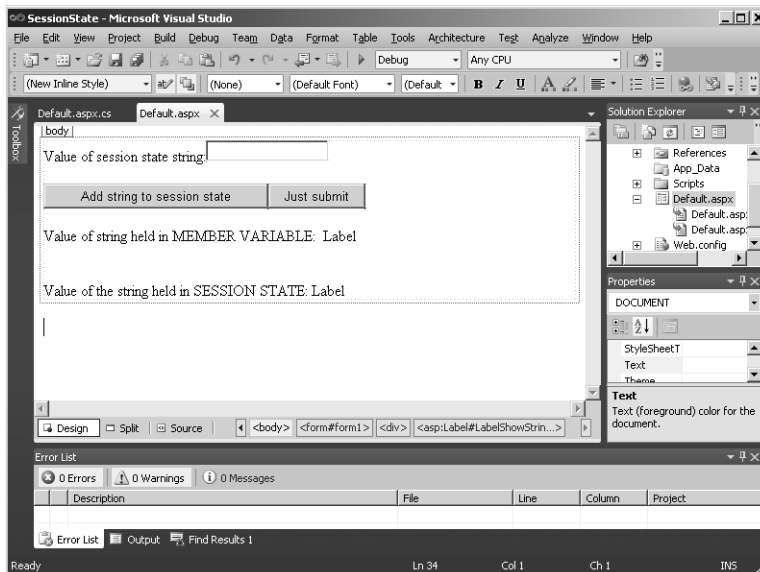 SessionState - Microsoft Visual Studio
File Edit View Project Build Debug Team Data Format Table Tools Architecture Test Analyze Window Help
Debug Any CPU
(New Inline Style) (None) (Default Font) (Default B I U A
Toolbox
Default.aspx.cs Default.aspx
body
Value of session state string:
Add string to session state Just submit
Value of string held in MEMBER VARIABLE: Label
Value of the string held in SESSION STATE: Label
Design Split Source <body> <form#form1> <div> <asp:Label#LabelShowStrin...>
Solution Explorer
References
App_Data
Scripts
Default.aspx
Default.asp
Default.asp
Web.config
Properties
DOCUMENT
StyleSheetT
Text
Theme
Text
Text (foreground) color for the
document.
Error List
0 Errors 0 Warnings 0 Messages
Description File Line Column Project
Error List Output Find Results 1
Ready Ln 34 Col 1 Ch 1 INS